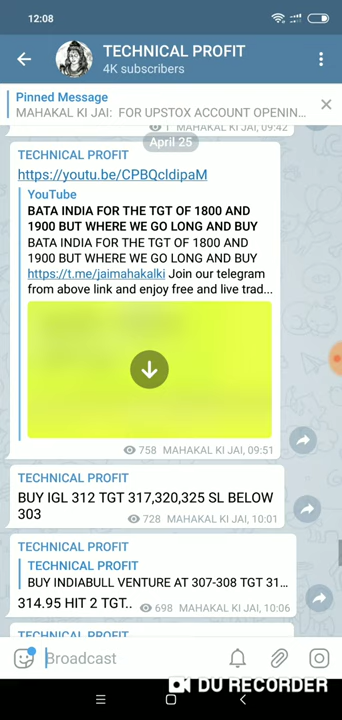 12:08
TECHNICAL PROFIT
4K subscribers
Pinned Message
MAHAKAL KI JAI: FOR UPSTOX ACCOUNT OPENIN...
1 MAHAKAL KI JAI, 09:42
April 25
TECHNICAL PROFIT
https://youtu.be/CPBQcldipaM
YouTube
BATA INDIA FOR THE TGT OF 1800 AND
1900 BUT WHERE WE GO LONG AND BUY
BATA INDIA FOR THE TGT OF 1800 AND
1900 BUT WHERE WE GO LONG AND BUY
https://t.me/jaimahakalki Join our telegram
from above link and enjoy free and live trad...
758 MAHAKAL KI JAI, 09:51
TECHNICAL PROFIT
BUY IGL 312 TGT 317,320,325 SL BELOW
303
728 MAHAKAL KI JAI, 10:01
TECHNICAL PROFIT
TECHNICAL PROFIT
BUY INDIABULL VENTURE AT 307-308 TGT 31...
314.95 HIT 2 TGT..
698 MAHAKAL KI JAI, 10:06
TECHNICAL PROFIT
Broadcast
DU RECORDER